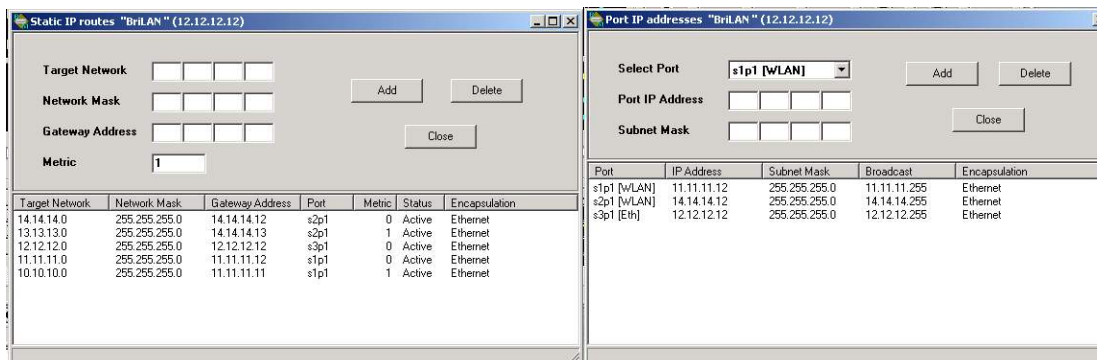 Static IP routes "BriLAN " (12.12.12.12)
Target Network
Network Mask
Add
Delete
Gateway Address
Close
Metric
1
Target Network Network Mask Gateway Address Port Metric Status Encapsulation
14.14.14.0 255.255.255.0 14.14.14.12 s2p1 0 Active Ethernet
13.13.13.0 255.255.255.0 14.14.14.13 s2p1 1 Active Ethernet
12.12.12.0 255.255.255.0 12.12.12.12 s3p1 0 Active Ethernet
11.11.11.0 255.255.255.0 11.11.11.12 s1p1 0 Active Ethernet
10.10.10.0 255.255.255.0 11.11.11.11 s1p1 1 Active Ethernet
Port IP addresses "BriLAN " (12.12.12.12)
Select Port
s1p1 [WLAN]
Add
Delete
Port IP Address
Subnet Mask
Close
Port IP Address Subnet Mask Broadcast Encapsulation
s1p1 [WLAN] 11.11.11.12 255.255.255.0 11.11.11.255 Ethernet
s2p1 [WLAN] 14.14.14.12 255.255.255.0 14.14.14.255 Ethernet
s3p1 [Eth] 12.12.12.12 255.255.255.0 12.12.12.255 Ethernet